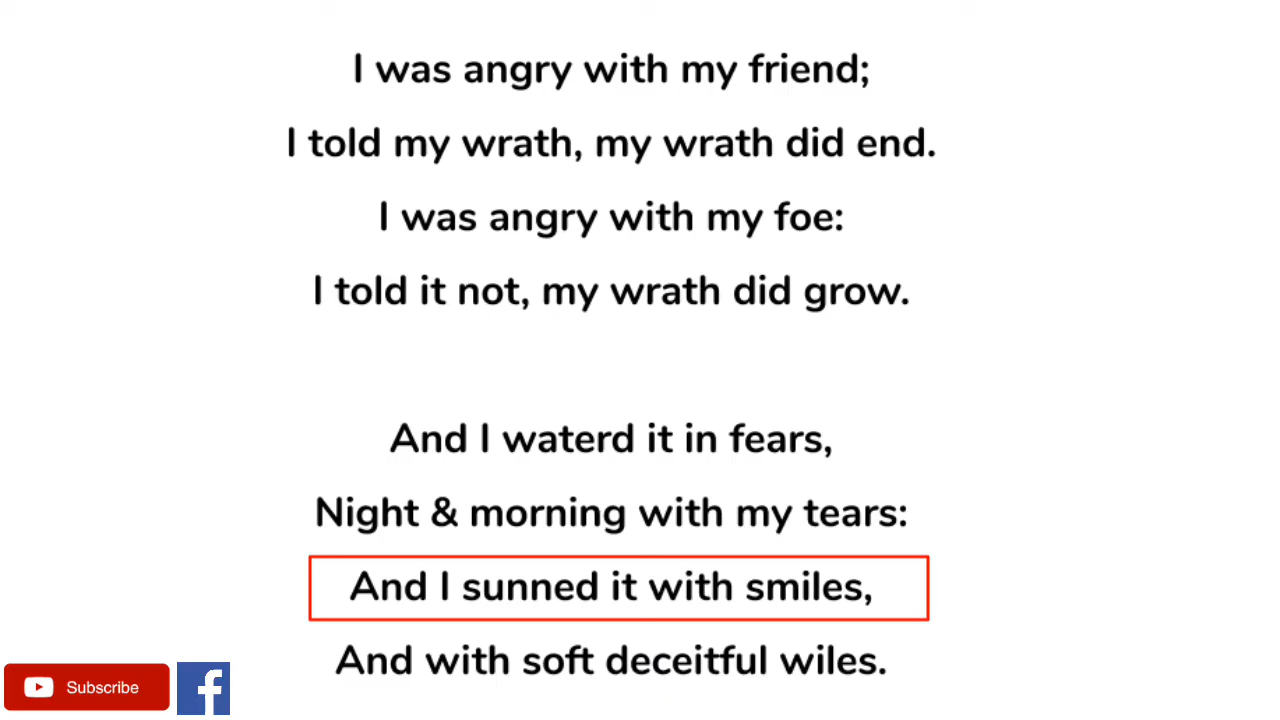 I was angry with my friend;
I told my wrath, my wrath did end.
I was angry with my foe:
I told it not, my wrath did grow.
And I waterd it in fears,
Night & morning with my tears:
And I sunned it with smiles,
And with soft deceitful wiles.
Subscribe